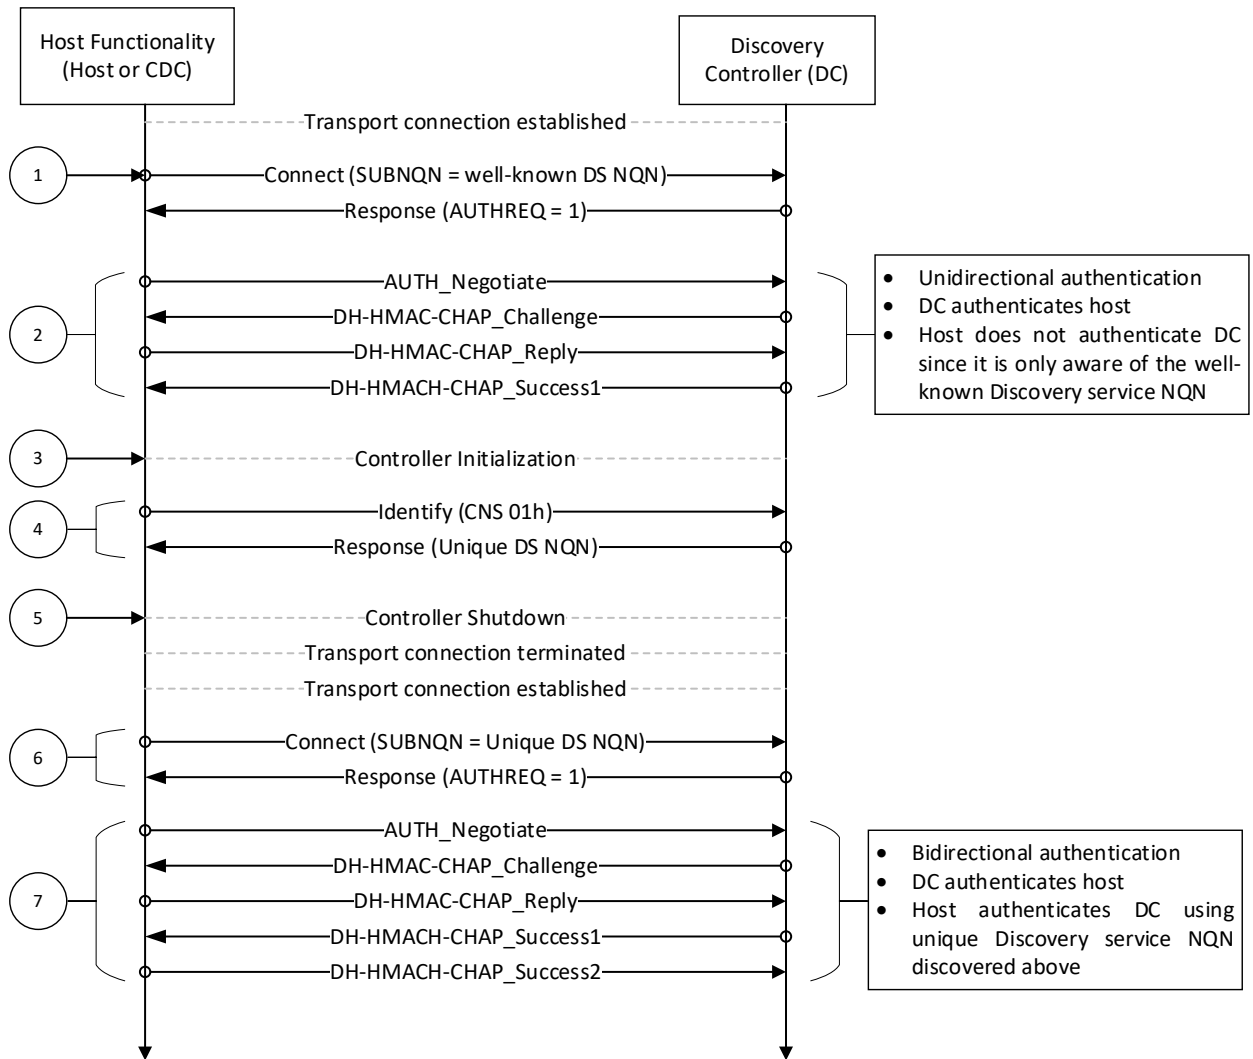 Host Functionality
(Host or CDC)
Discovery
Controller (DC)
Transport connection established
1
Connect (SUBNQN = well-known DS NQN)
Response (AUTHREQ = 1)
2
AUTH_Negotiate
DH-HMAC-CHAP_Challenge
DH-HMAC-CHAP_Reply
DH-HMACH-CHAP_Success1
• Unidirectional authentication
• DC authenticates host
• Host does not authenticate DC
since it is only aware of the well-
known Discovery service NQN
3
Controller Initialization
4
Identify (CNS 01h)
Response (Unique DS NQN)
5
Controller Shutdown
Transport connection terminated
Transport connection established
6
Connect (SUBNQN = Unique DS NQN)
Response (AUTHREQ = 1)
7
AUTH_Negotiate
DH-HMAC-CHAP_Challenge
DH-HMAC-CHAP_Reply
DH-HMACH-CHAP_Success1
DH-HMACH-CHAP_Success2
• Bidirectional authentication
• DC authenticates host
• Host authenticates DC using
unique Discovery service NQN
discovered above